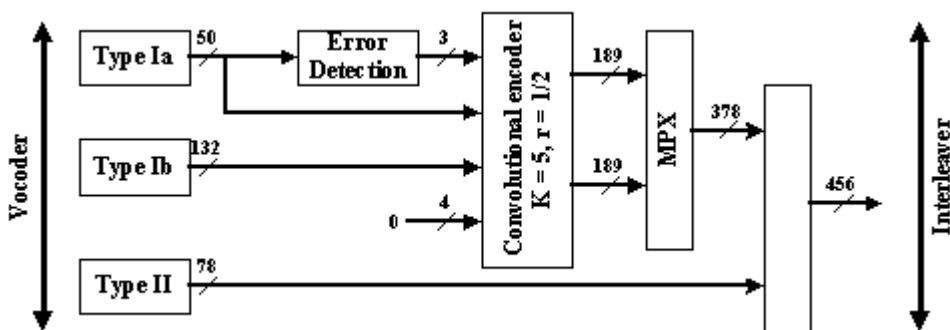 Vocoder
Type Ia
50
Error
Detection
3
Type Ib
132
0
4
Type II
78
Convolutional encoder
K = 5, r = 1/2
189
189
MPX
378
456
Interleaver